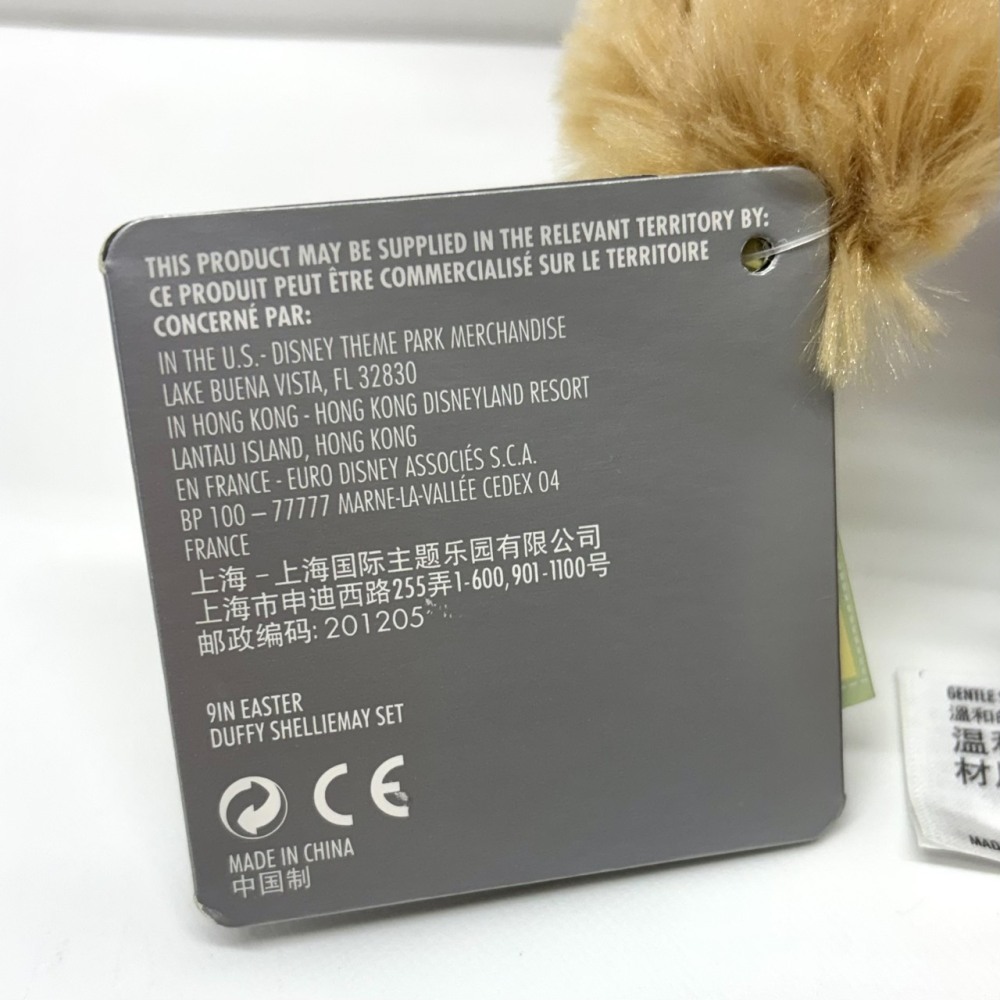 THIS PRODUCT MAY BE SUPPLIED IN THE RELEVANT TERRITORY BY:
CE PRODUIT PEUT ÊTRE COMMERCIALISÉ SUR LE TERRITOIRE
CONCERNÉ PAR:
IN THE U.S.- DISNEY THEME PARK MERCHANDISE
LAKE BUENA VISTA, FL 32830
IN HONG KONG - HONG KONG DISNEYLAND RESORT
LANTAU ISLAND, HONG KONG
EN FRANCE - EURO DISNEY ASSOCIÉS S.C.A.
BP 100 – 77777 MARNE-LA-VALLÉE CEDEX 04
FRANCE
上海 – 上海国际主题乐园有限公司
上海市申迪西路255弄1-600, 901-1100号
邮政编码: 201205
9IN EASTER
DUFFY SHELLIEMAY SET
CE
MADE IN CHINA
中国制
GENTLE
温和
温
材